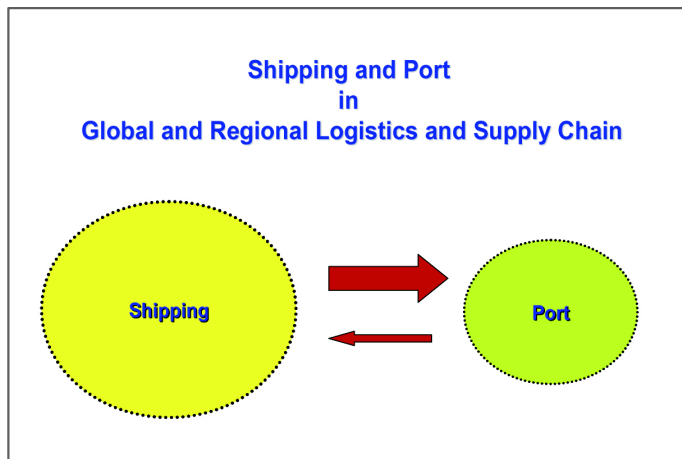 Shipping and Port
in
Global and Regional Logistics and Supply Chain
Shipping
Port